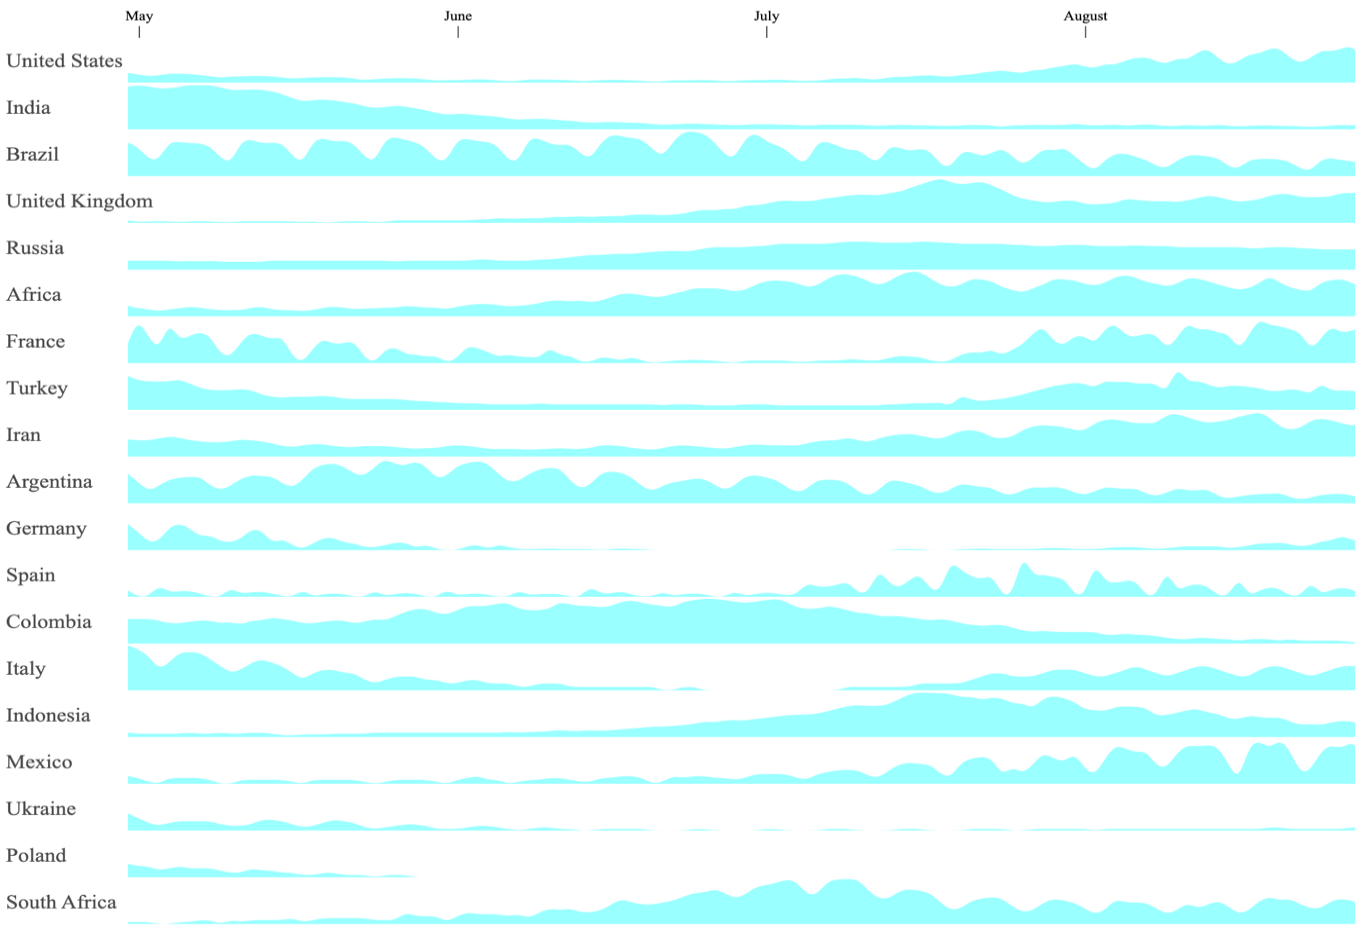 May June July August
United States
India
Brazil
United Kingdom
Russia
Africa
France
Turkey
Iran
Argentina
Germany
Spain
Colombia
Italy
Indonesia
Mexico
Ukraine
Poland
South Africa